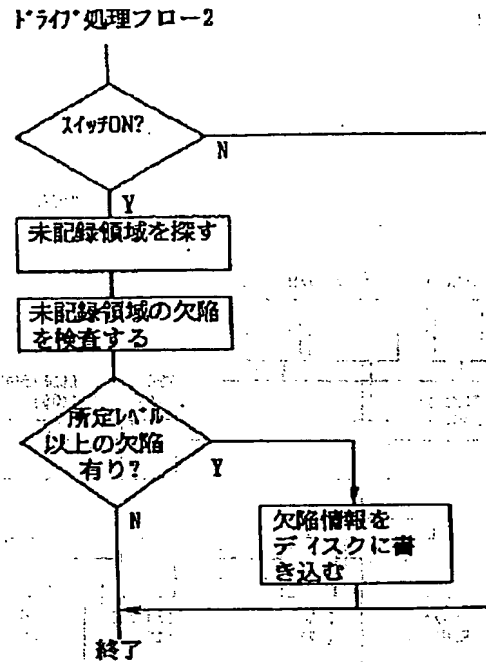 ﾄﾞﾗｲﾌﾞ処理フロー2
ｽｲｯﾁON?
N
Y
未記録領域を探す
未記録領域の欠陥
を検査する
所定ﾚﾍﾞﾙ
以上の欠陥
有り?
Y
N
欠陥情報を
ディスクに書
き込む
終了